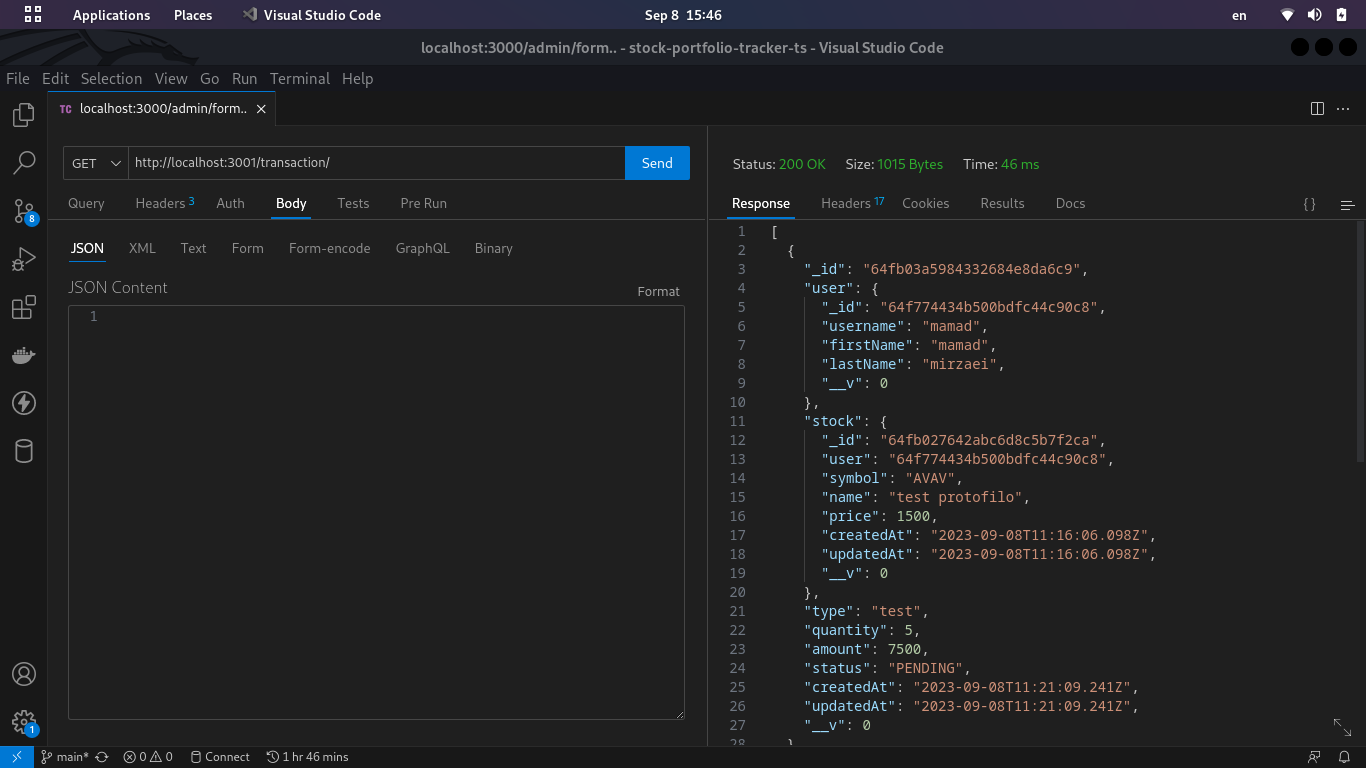 Applications Places Visual Studio Code Sep 8 15:46 en
localhost:3000/admin/form.. - stock-portfolio-tracker-ts - Visual Studio Code
File Edit Selection View Go Run Terminal Help
TC localhost:3000/admin/form..
GET http://localhost:3001/transaction/ Send
Query Headers 3 Auth Body Tests Pre Run
JSON XML Text Form Form-encode GraphQL Binary
JSON Content
Format
1
Status: 200 OK Size: 1015 Bytes Time: 46 ms
Response Headers 17 Cookies Results Docs { }
1 [
2 {
3 "_id": "64fb03a5984332684e8da6c9",
4 "user": {
5 "_id": "64f774434b500bdfc44c90c8",
6 "username": "mamad",
7 "firstName": "mamad",
8 "lastName": "mirzaei",
9 "__v": 0
10 },
11 "stock": {
12 "_id": "64fb027642abc6d8c5b7f2ca",
13 "user": "64f774434b500bdfc44c90c8",
14 "symbol": "AVAV",
15 "name": "test protofilo",
16 "price": 1500,
17 "createdAt": "2023-09-08T11:16:06.098Z",
18 "updatedAt": "2023-09-08T11:16:06.098Z",
19 "__v": 0
20 },
21 "type": "test",
22 "quantity": 5,
23 "amount": 7500,
24 "status": "PENDING",
25 "createdAt": "2023-09-08T11:21:09.241Z",
26 "updatedAt": "2023-09-08T11:21:09.241Z",
27 "__v": 0
28 }
8
1
main* 0 0 Connect 1 hr 46 mins